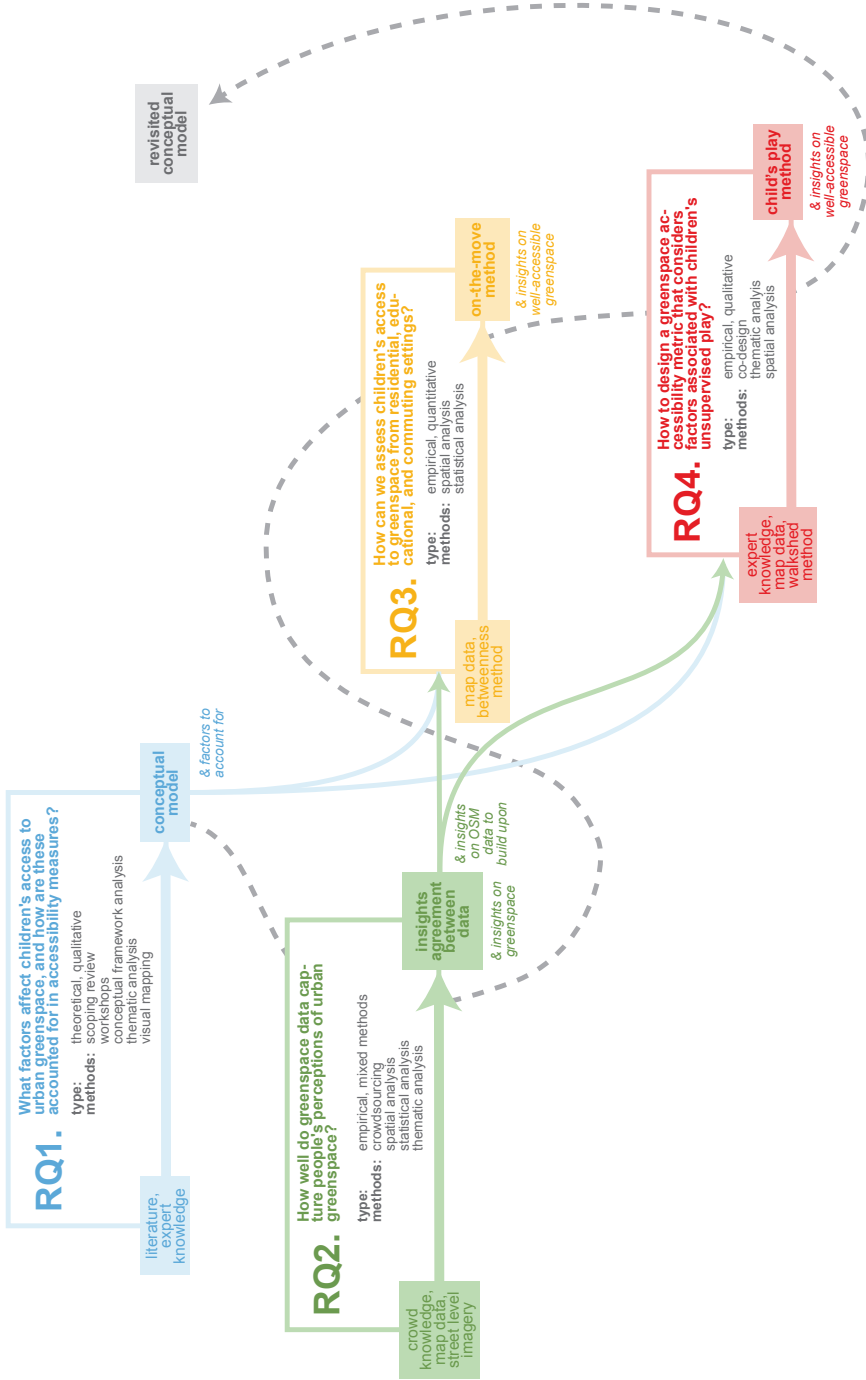 RQ1.
What factors affect children's access to
urban greenspace, and how are these
accounted for in accessibility measures?
type: theoretical, qualitative
methods: scoping review
workshops
conceptual framework analysis
thematic analysis
visual mapping
literature,
expert
knowledge
conceptual
model
& factors to
account for
RQ2.
How well do greenspace data cap-
ture people's perceptions of urban
greenspace?
type: empirical, mixed methods
methods: crowdsourcing
spatial analysis
statistical analysis
thematic analysis
crowd
knowledge,
map data,
street level
imagery
insights
agreement
between
data
& insights on
greenspace
& insights
on OSM
data to
build upon
RQ3.
How can we assess children's access
to greenspace from residential, edu-
cational, and commuting settings?
type: empirical, quantitative
methods: spatial analysis
statistical analysis
map data,
betweenness
method
on-the-move
method
& insights on
well-accessible
greenspace
RQ4.
How to design a greenspace ac-
cessibility metric that considers
factors associated with children's
unsupervised play?
type: empirical, qualitative
methods: co-design
thematic analyis
spatial analysis
expert
knowledge,
map data,
walkshed
method
child's play
method
& insights on
well-accessible
greenspace
revisited
conceptual
model